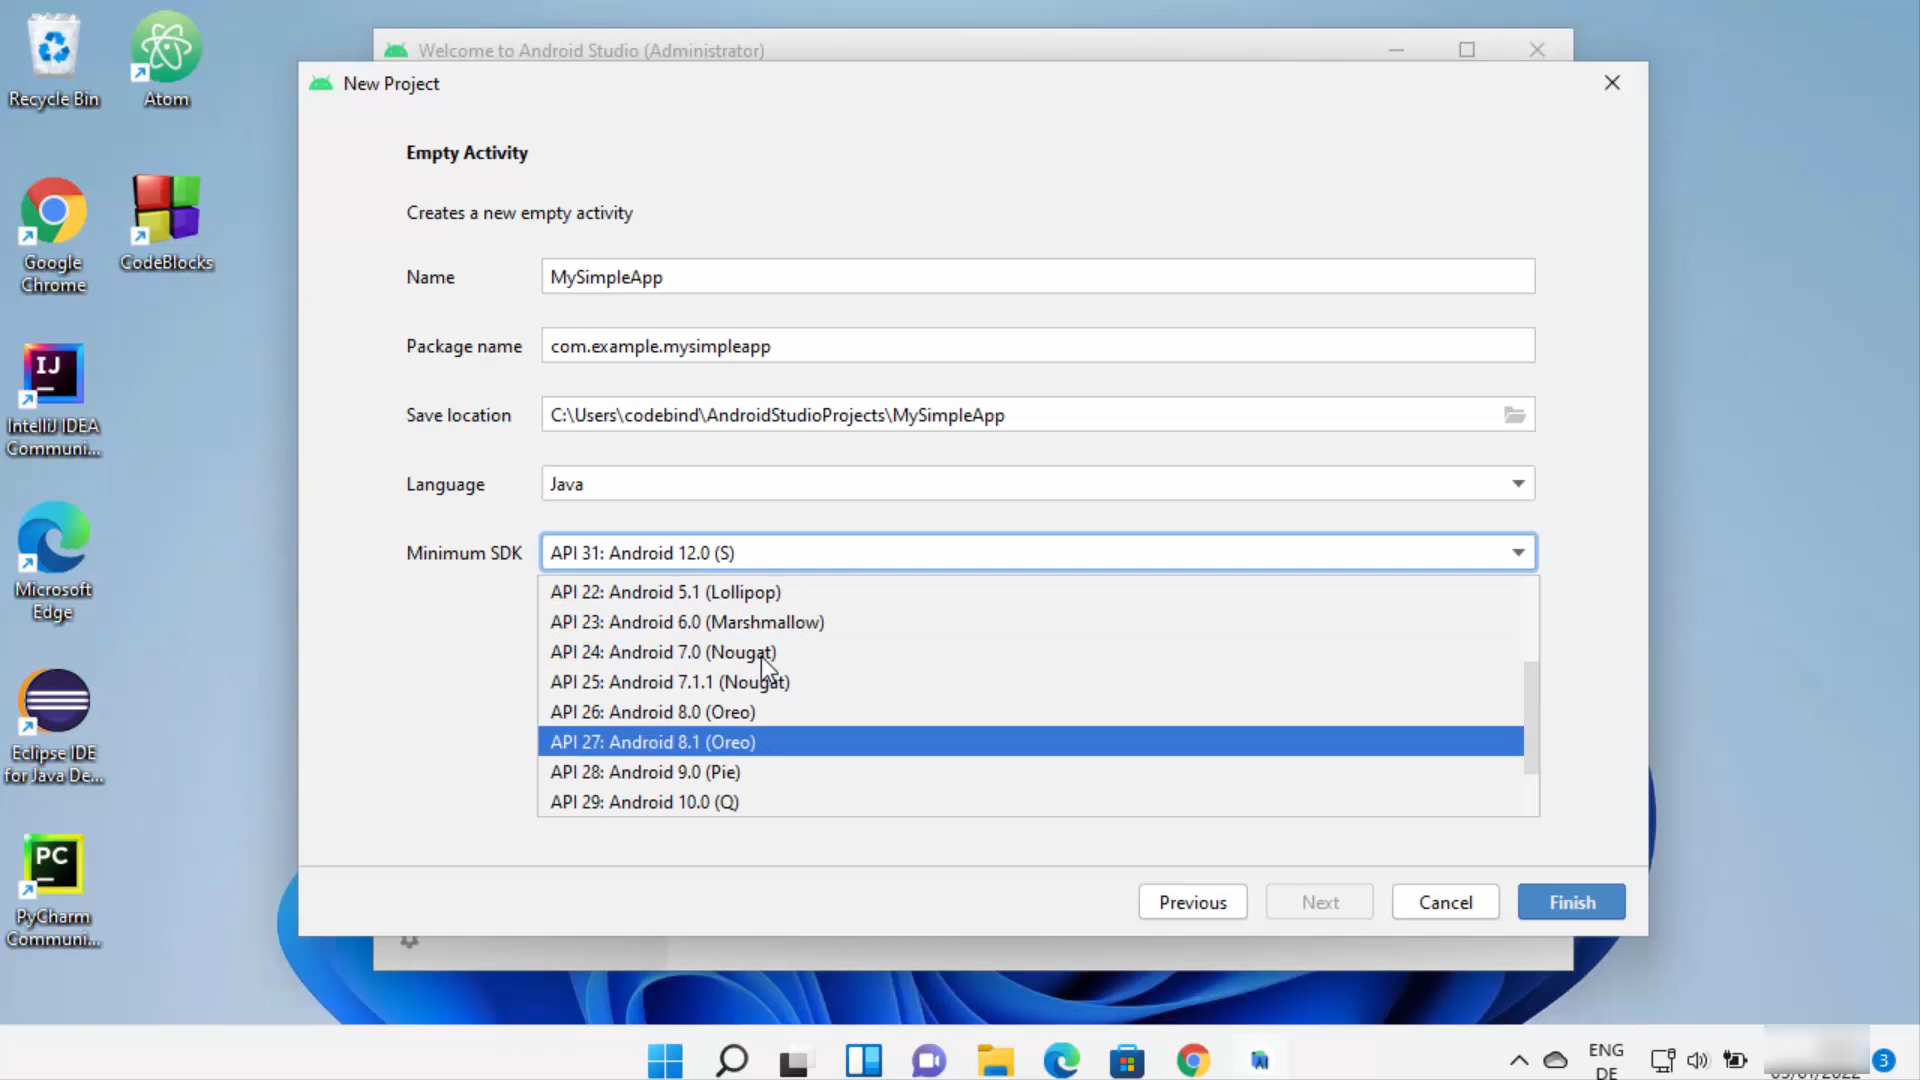 Welcome to Android Studio (Administrator)
New Project
Recycle Bin
Atom
Empty Activity
Creates a new empty activity
Google
Chrome
CodeBlocks
Name
MySimpleApp
Package name
com.example.mysimpleapp
IJ
IntelliJ IDEA
Communi...
Save location
C:\Users\codebind\AndroidStudioProjects\MySimpleApp
Language
Java
Minimum SDK
API 31: Android 12.0 (S)
API 22: Android 5.1 (Lollipop)
API 23: Android 6.0 (Marshmallow)
API 24: Android 7.0 (Nougat)
API 25: Android 7.1.1 (Nougat)
API 26: Android 8.0 (Oreo)
API 27: Android 8.1 (Oreo)
API 28: Android 9.0 (Pie)
API 29: Android 10.0 (Q)
Microsoft
Edge
Eclipse IDE
for Java De...
PC
PyCharm
Communi...
Previous
Next
Cancel
Finish
ENG
DE
3